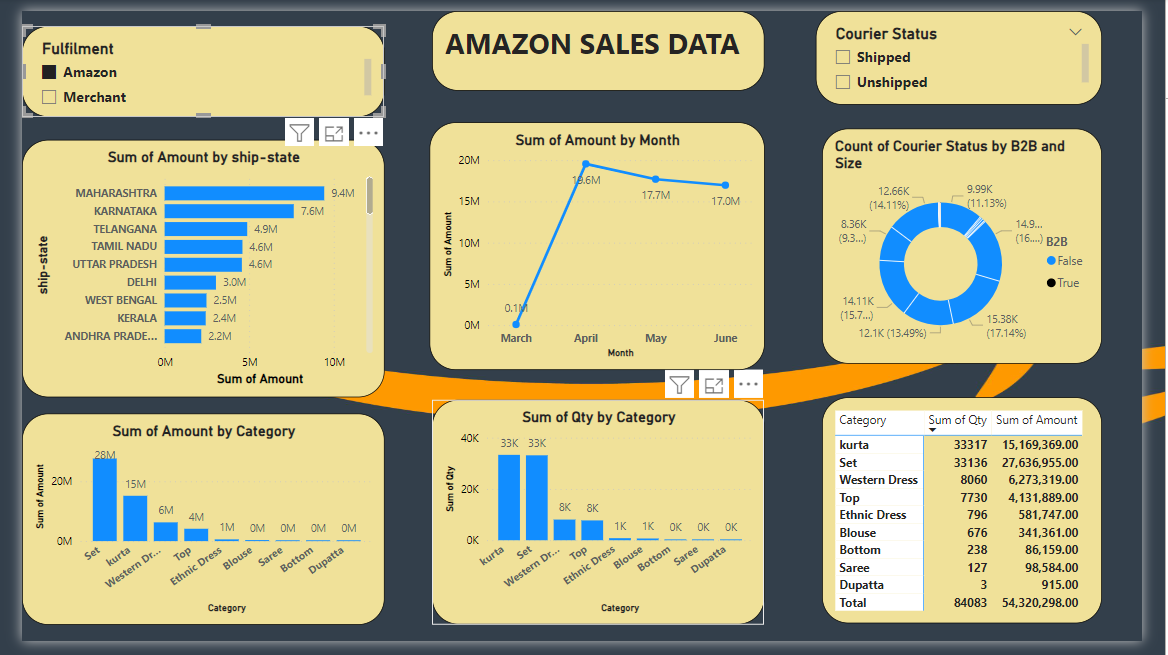 Fulfilment
Amazon
Merchant
AMAZON SALES DATA
Courier Status
Shipped
Unshipped
Sum of Amount by ship-state
ship-state
MAHARASHTRA 9.4M
KARNATAKA 7.6M
TELANGANA 4.9M
TAMIL NADU 4.6M
UTTAR PRADESH 4.6M
DELHI 3.0M
WEST BENGAL 2.5M
KERALA 2.4M
ANDHRA PRADE... 2.2M
0M 5M 10M
Sum of Amount
Sum of Amount by Month
Sum of Amount
20M
15M
10M
5M
0M
0.1M
19.6M
17.7M
17.0M
March April May June
Month
Count of Courier Status by B2B and
Size
12.66K
(14.11%)
9.99K
(11.13%)
8.36K
(9.3...)
14.9...
(16....)
14.11K
(15.7...)
12.1K (13.49%)
15.38K
(17.14%)
B2B
False
True
Sum of Amount by Category
Sum of Amount
20M
0M
28M 15M 6M 4M 1M 0M 0M 0M 0M
Set kurta Western Dr... Top Ethnic Dress Blouse Saree Bottom Dupatta
Category
Sum of Qty by Category
Sum of Qty
40K
20K
0K
33K 33K 8K 8K 1K 1K 0K 0K 0K
kurta Set Western Dr... Top Ethnic Dress Blouse Bottom Saree Dupatta
Category
Category Sum of Qty Sum of Amount
kurta 33317 15,169,369.00
Set 33136 27,636,955.00
Western Dress 8060 6,273,319.00
Top 7730 4,131,889.00
Ethnic Dress 796 581,747.00
Blouse 676 341,361.00
Bottom 238 86,159.00
Saree 127 98,584.00
Dupatta 3 915.00
Total 84083 54,320,298.00